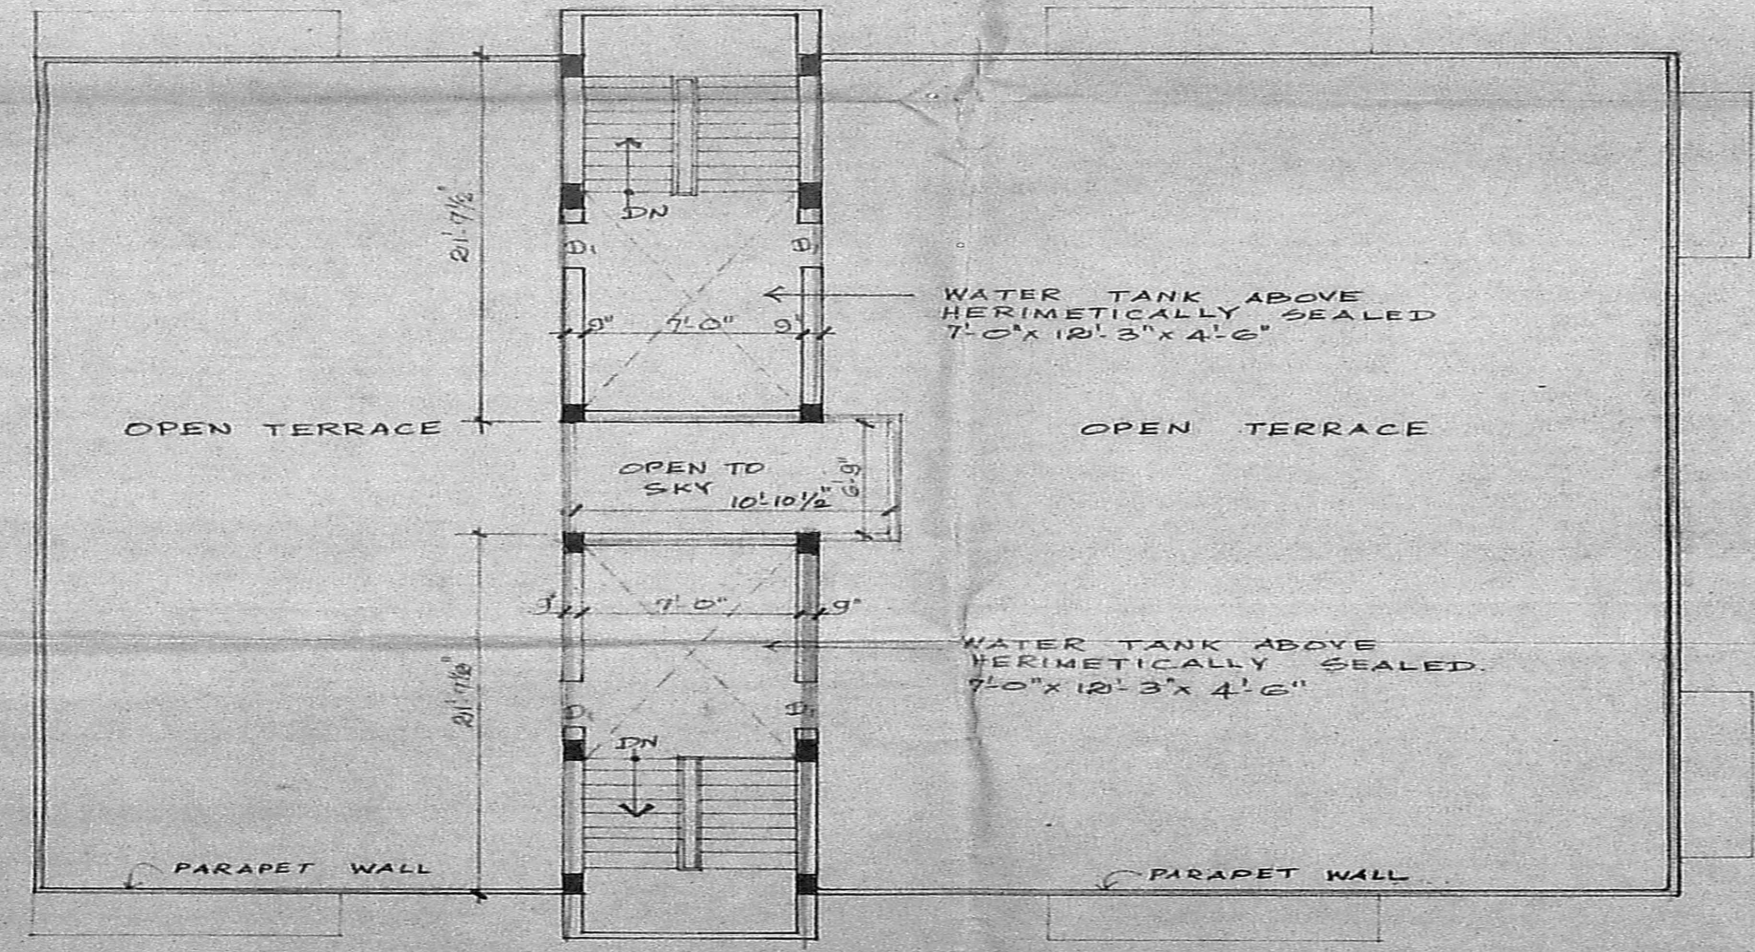 DN
21'-7½"
D₁
D₁
WATER TANK ABOVE
HERIMETICALLY SEALED
7'-0" x 12'-3" x 4'-6"
9"
7'-0"
9"
OPEN TERRACE
OPEN TERRACE
OPEN TO
SKY
10'-10½"
6'-9"
9"
7'-0"
9"
WATER TANK ABOVE
HERIMETICALLY SEALED.
7'-0" x 12'-3" x 4'-6"
21'-7½"
D₁
D₁
DN
PARAPET WALL
PARAPET WALL